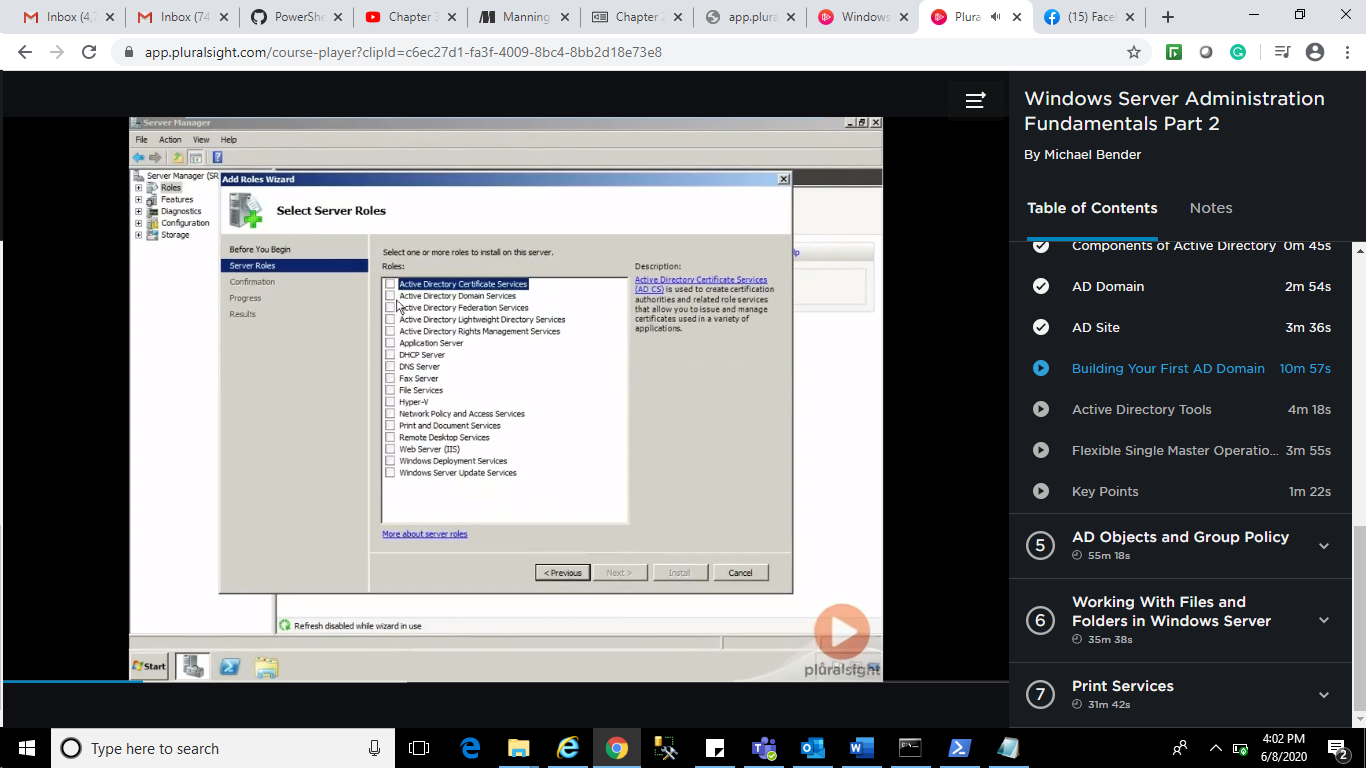 Inbox (4,7
Inbox (74
PowerShe
Chapter 3
Manning
Chapter 2
app.plura
Windows
Plura
(15) Face
app.pluralsight.com/course-player?clipId=c6ec27d1-fa3f-4009-8bc4-8bb2d18e73e8
Server Manager
File Action View Help
Server Manager (SR
Roles
Features
Diagnostics
Configuration
Storage
Add Roles Wizard
Select Server Roles
Before You Begin
Server Roles
Confirmation
Progress
Results
Select one or more roles to install on this server.
Roles:
Active Directory Certificate Services
Active Directory Domain Services
Active Directory Federation Services
Active Directory Lightweight Directory Services
Active Directory Rights Management Services
Application Server
DHCP Server
DNS Server
Fax Server
File Services
Hyper-V
Network Policy and Access Services
Print and Document Services
Remote Desktop Services
Web Server (IIS)
Windows Deployment Services
Windows Server Update Services
More about server roles
Description:
Active Directory Certificate Services
(AD CS) is used to create certification
authorities and related role services
that allow you to issue and manage
certificates used in a variety of
applications.
< Previous
Next >
Install
Cancel
Refresh disabled while wizard in use
Start
pluralsight
Windows Server Administration
Fundamentals Part 2
By Michael Bender
Table of Contents
Notes
Components of Active Directory 0m 45s
AD Domain 2m 54s
AD Site 3m 36s
Building Your First AD Domain 10m 57s
Active Directory Tools 4m 18s
Flexible Single Master Operatio... 3m 55s
Key Points 1m 22s
5 AD Objects and Group Policy
55m 18s
6 Working With Files and
Folders in Windows Server
35m 38s
7 Print Services
31m 42s
Type here to search
4:02 PM
6/8/2020
2